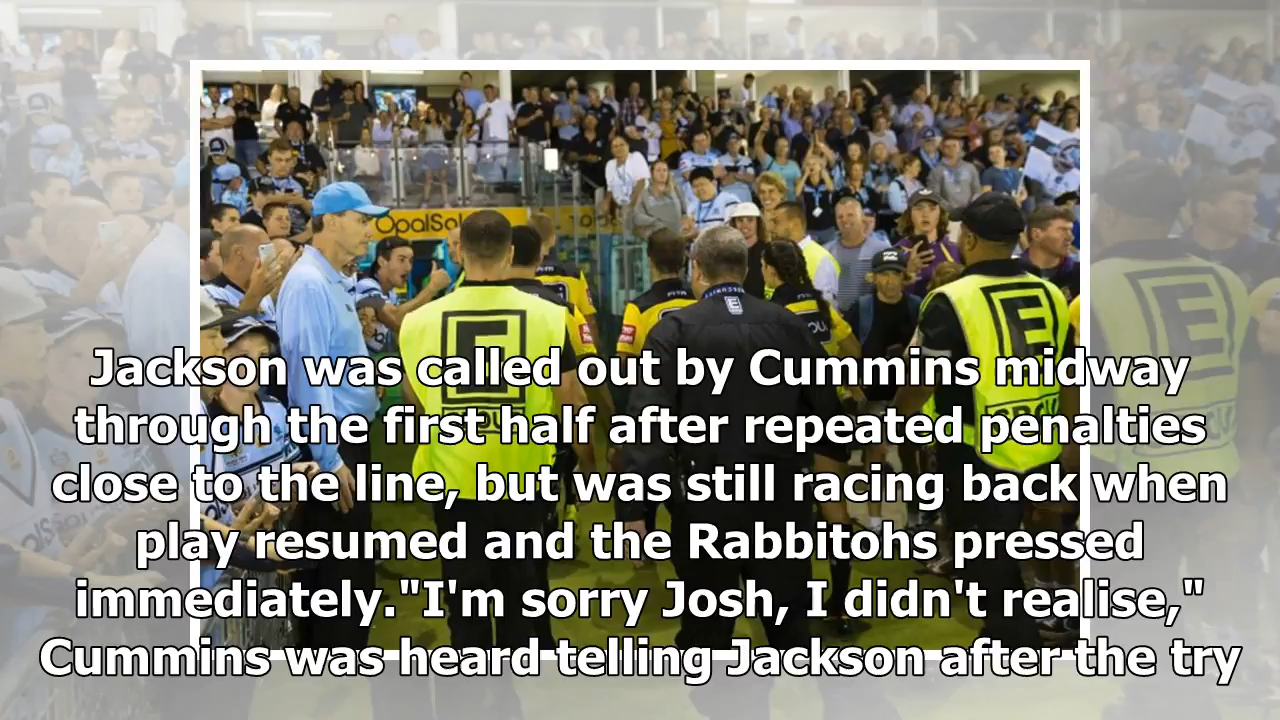 OpalSol
E
E
E
Jackson was called out by Cummins midway
through the first half after repeated penalties
close to the line, but was still racing back when
play resumed and the Rabbitohs pressed
immediately."I'm sorry Josh, I didn't realise,"
Cummins was heard telling Jackson after the try